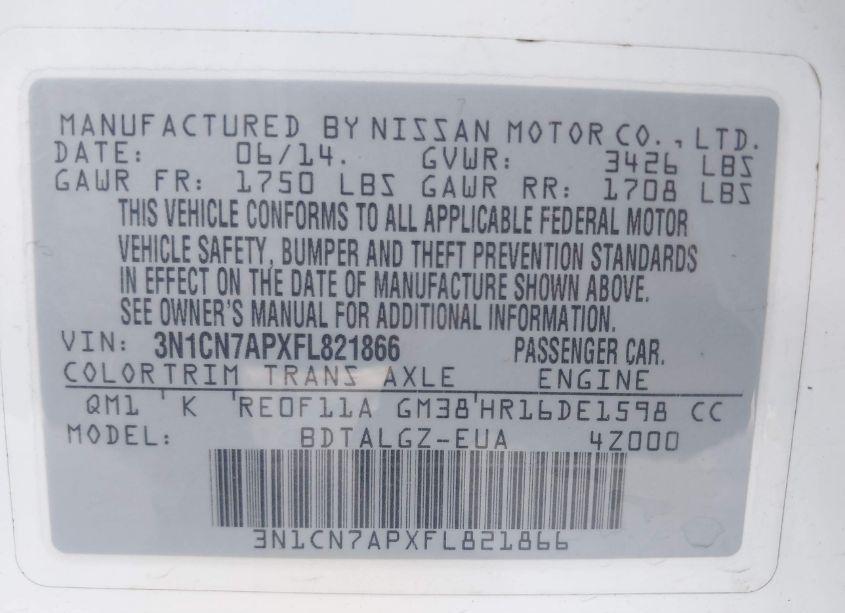 MANUFACTURED BY NISSAN MOTOR CO., LTD.
DATE: 06/14. GVWR: 3426 LBS
GAWR FR: 1750 LBS GAWR RR: 1708 LBS
THIS VEHICLE CONFORMS TO ALL APPLICABLE FEDERAL MOTOR
VEHICLE SAFETY, BUMPER AND THEFT PREVENTION STANDARDS
IN EFFECT ON THE DATE OF MANUFACTURE SHOWN ABOVE.
SEE OWNER'S MANUAL FOR ADDITIONAL INFORMATION.
VIN: 3N1CN7APXFL821866 PASSENGER CAR.
COLOR TRIM TRANS AXLE ENGINE
QM1 ' K ' RE0F11A GM38 ' HR16DE1598 CC
MODEL: BDTALGZ-EUA 4Z000
3N1CN7APXFL821866